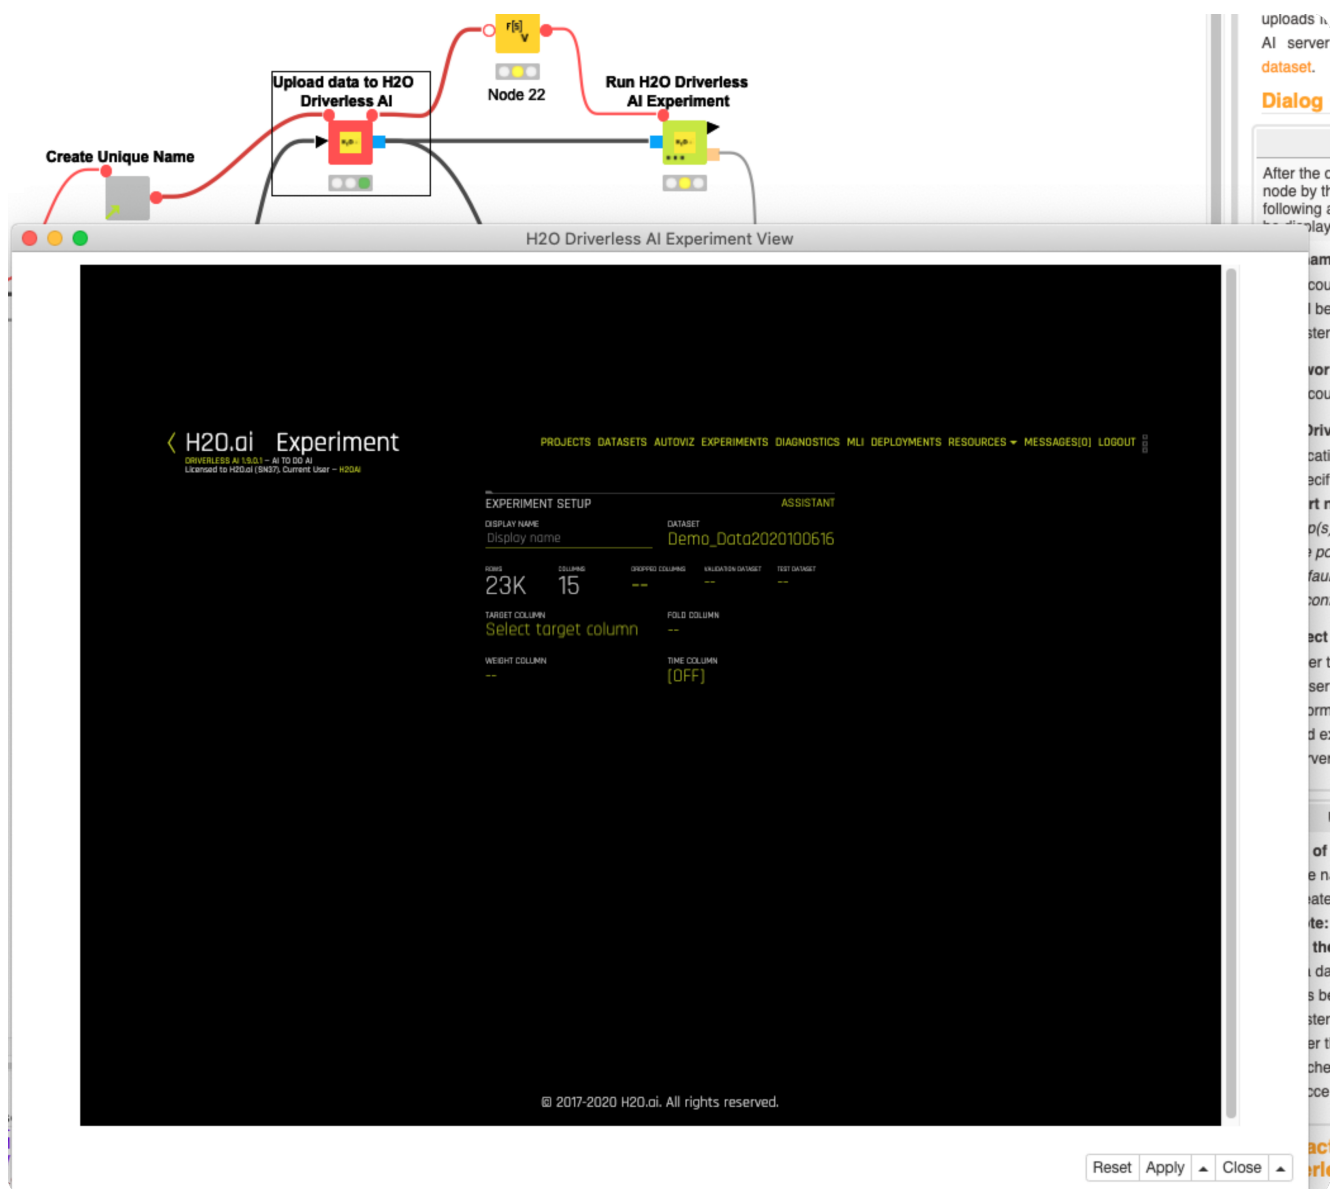 uploads
AI server
dataset.
Dialog
r[s]
v
Node 22
Upload data to H2O
Driverless AI
Run H2O Driverless
AI Experiment
Create Unique Name
After the
node by
following
H2O Driverless AI Experiment View
H2O.ai Experiment
DRIVERLESS AI 1.9.0.1 – AI TO DO AI
Licensed to H2O.ai (SN37). Current User – H2OAI
PROJECTS DATASETS AUTOVIZ EXPERIMENTS DIAGNOSTICS MLI DEPLOYMENTS RESOURCES MESSAGES[0] LOGOUT
EXPERIMENT SETUP ASSISTANT
DISPLAY NAME DATASET
Display name Demo_Data2020100616
ROWS COLUMNS DROPPED COLUMNS VALIDATION DATASET TEST DATASET
23K 15 -- -- --
TARGET COLUMN FOLD COLUMN
Select target column --
WEIGHT COLUMN TIME COLUMN
-- [OFF]
© 2017-2020 H2O.ai. All rights reserved.
Reset Apply Close